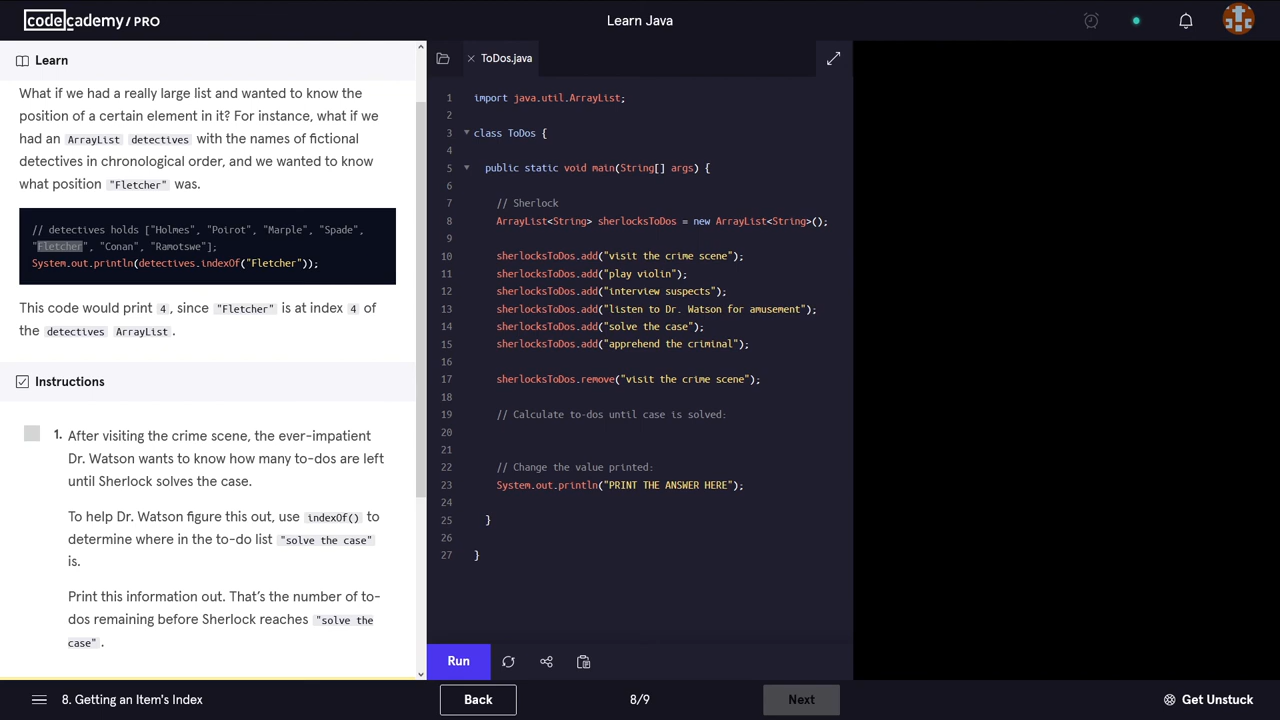 codecademy / PRO
Learn Java
Learn
What if we had a really large list and wanted to know the
position of a certain element in it? For instance, what if we
had an ArrayList detectives with the names of fictional
detectives in chronological order, and we wanted to know
what position "Fletcher" was.
// detectives holds ["Holmes", "Poirot", "Marple", "Spade",
"Fletcher", "Conan", "Ramotswe"];
System.out.println(detectives.indexOf("Fletcher"));
This code would print 4, since "Fletcher" is at index 4 of
the detectives ArrayList.
Instructions
1. After visiting the crime scene, the ever-impatient
Dr. Watson wants to know how many to-dos are left
until Sherlock solves the case.
To help Dr. Watson figure this out, use indexOf() to
determine where in the to-do list "solve the case"
is.
Print this information out. That's the number of to-
dos remaining before Sherlock reaches "solve the
case".
ToDos.java
1 import java.util.ArrayList;
2
3 class ToDos {
4
5 public static void main(String[] args) {
6
7 // Sherlock
8 ArrayList<String> sherlocksToDos = new ArrayList<String>();
9
10 sherlocksToDos.add("visit the crime scene");
11 sherlocksToDos.add("play violin");
12 sherlocksToDos.add("interview suspects");
13 sherlocksToDos.add("listen to Dr. Watson for amusement");
14 sherlocksToDos.add("solve the case");
15 sherlocksToDos.add("apprehend the criminal");
16
17 sherlocksToDos.remove("visit the crime scene");
18
19 // Calculate to-dos until case is solved:
20
21
22 // Change the value printed:
23 System.out.println("PRINT THE ANSWER HERE");
24
25 }
26
27 }
Run
8. Getting an Item's Index
Back
8/9
Next
Get Unstuck